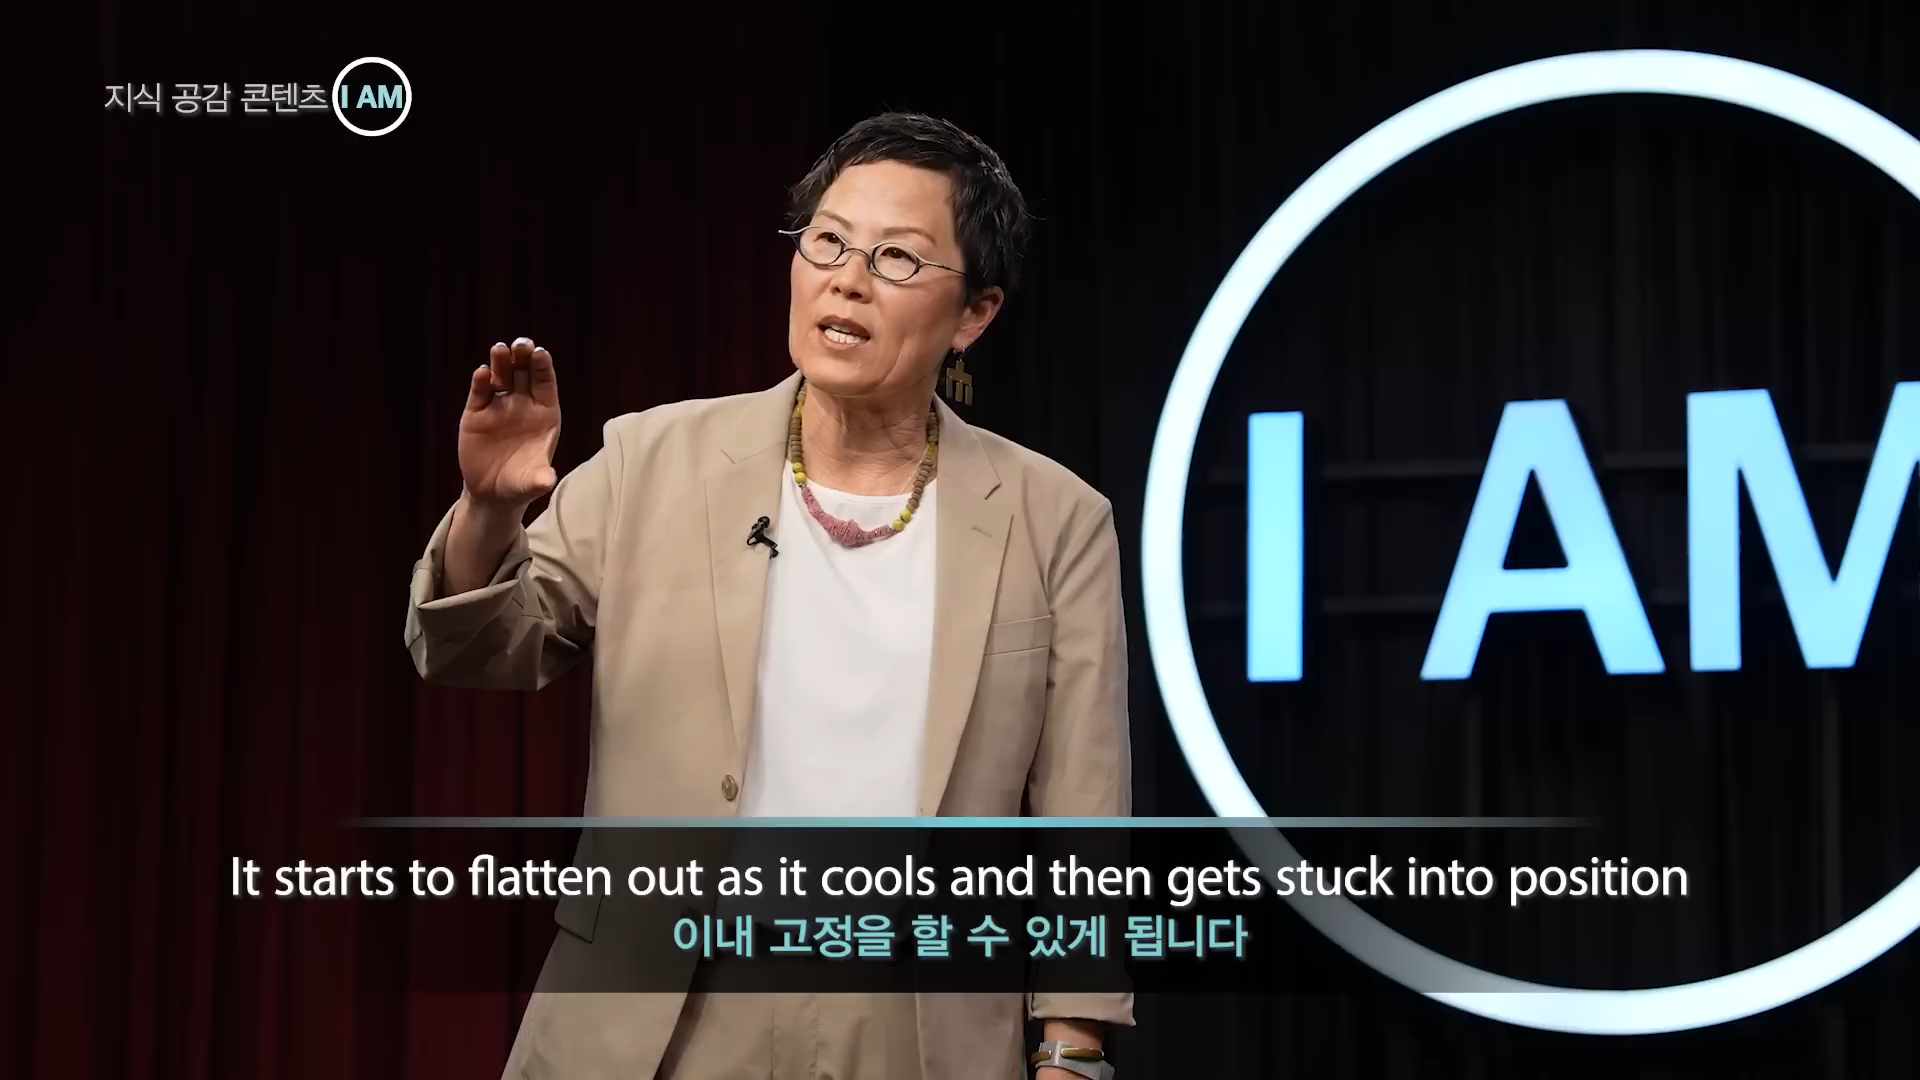 지식 공감 콘텐츠 I AM
I AM
It starts to flatten out as it cools and then gets stuck into position
이내 고정을 할 수 있게 됩니다